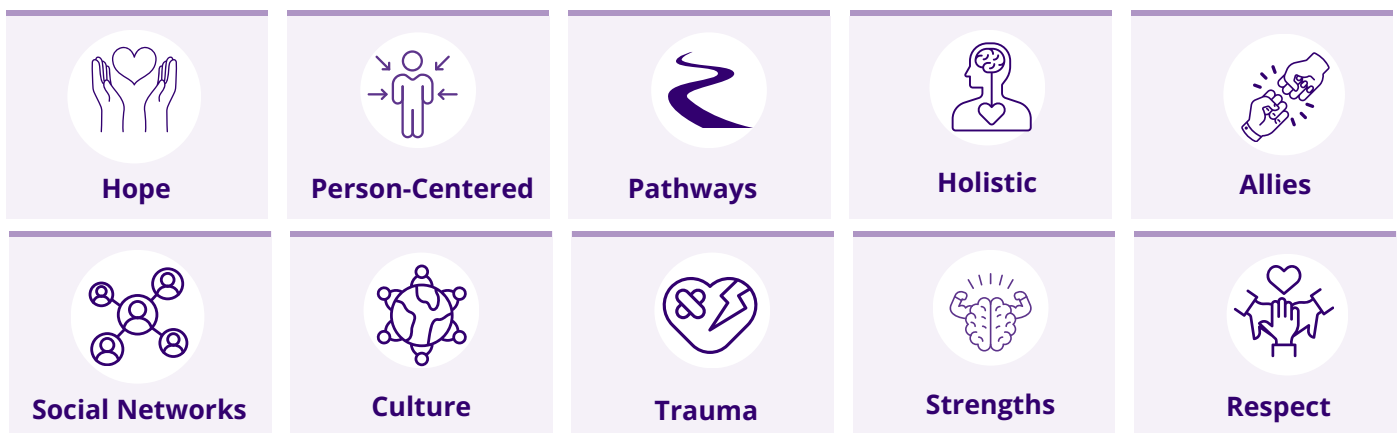 Hope
Person-Centered
Pathways
Holistic
Allies
Social Networks
Culture
Trauma
Strengths
Respect